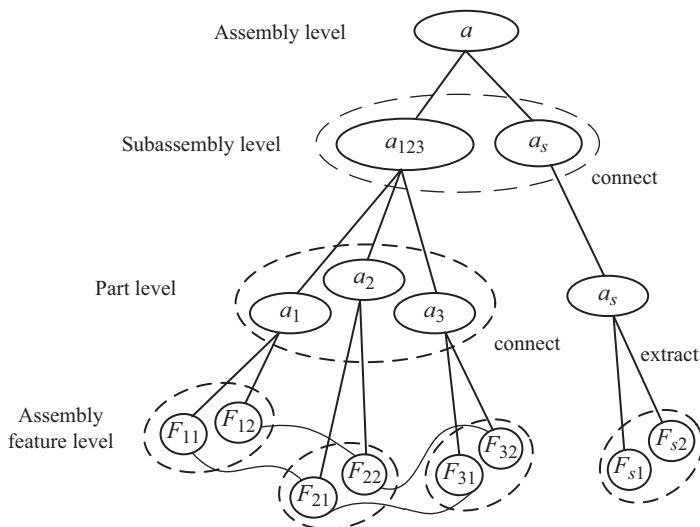 Assembly level
a
Subassembly level
a₁₂₃
aₛ
connect
Part level
a₁
a₂
a₃
aₛ
connect
extract
Assembly
feature level
F₁₁
F₁₂
F₂₁
F₂₂
F₃₁
F₃₂
Fₛ₁
Fₛ₂